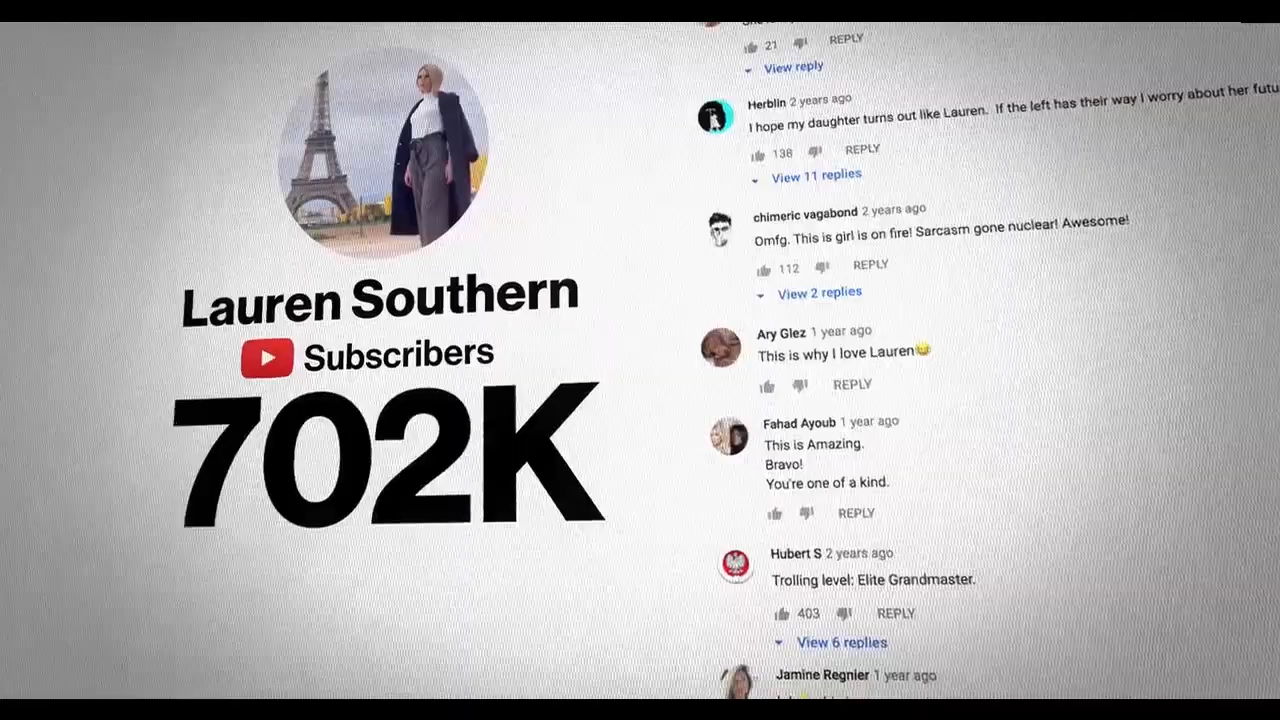 Lauren Southern
Subscribers
702K
21 REPLY
View reply
Herblin 2 years ago
I hope my daughter turns out like Lauren. If the left has their way I worry about her
138 REPLY
View 11 replies
chimeric vagabond 2 years ago
Omfg. This is girl is on fire! Sarcasm gone nuclear! Awesome!
112 REPLY
View 2 replies
Ary Glez 1 year ago
This is why I love Lauren😂
REPLY
Fahad Ayoub 1 year ago
This is Amazing.
Bravo!
You're one of a kind.
REPLY
Hubert S 2 years ago
Trolling level: Elite Grandmaster.
403 REPLY
View 6 replies
Jamine Regnier 1 year ago